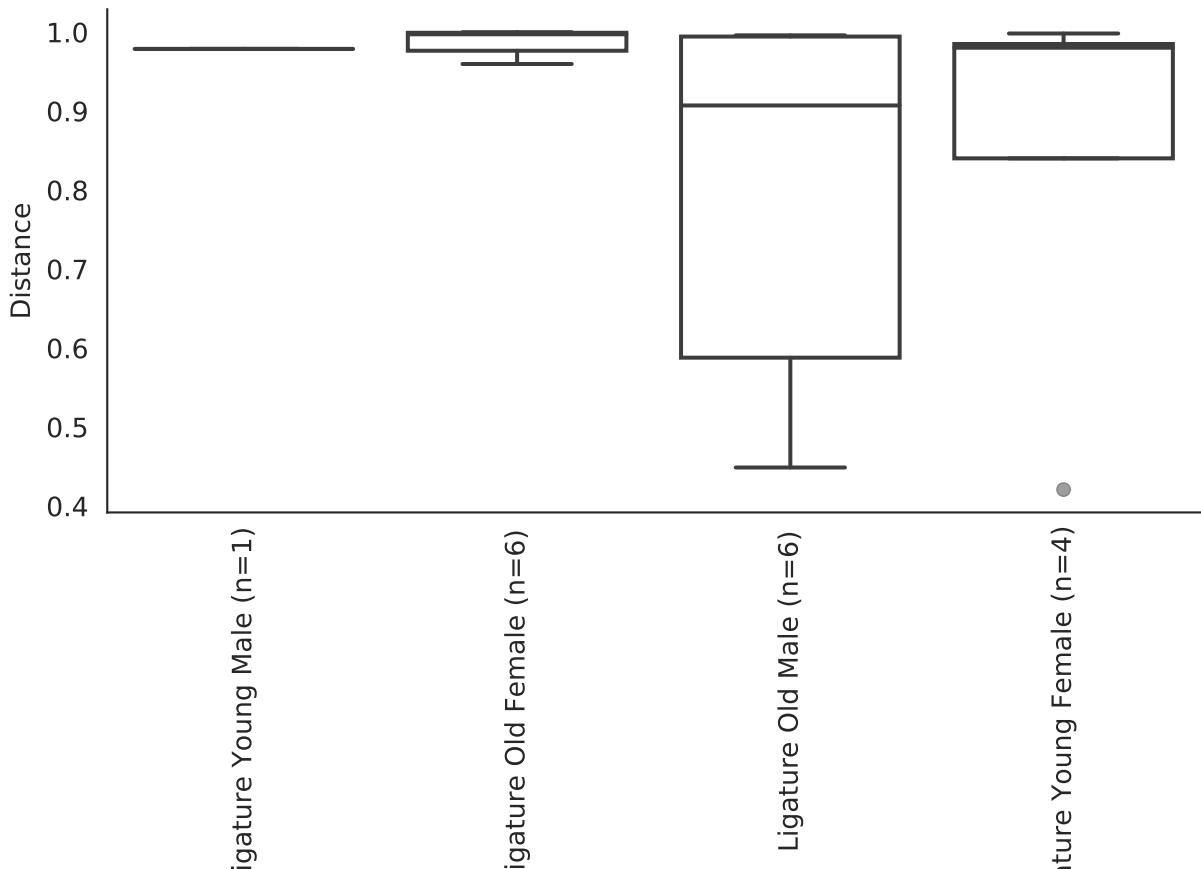 1.0
0.9
0.8
0.7
0.6
0.5
0.4
Distance
igature Young Male (n=1)
igature Old Female (n=6)
Ligature Old Male (n=6)
ature Young Female (n=4)